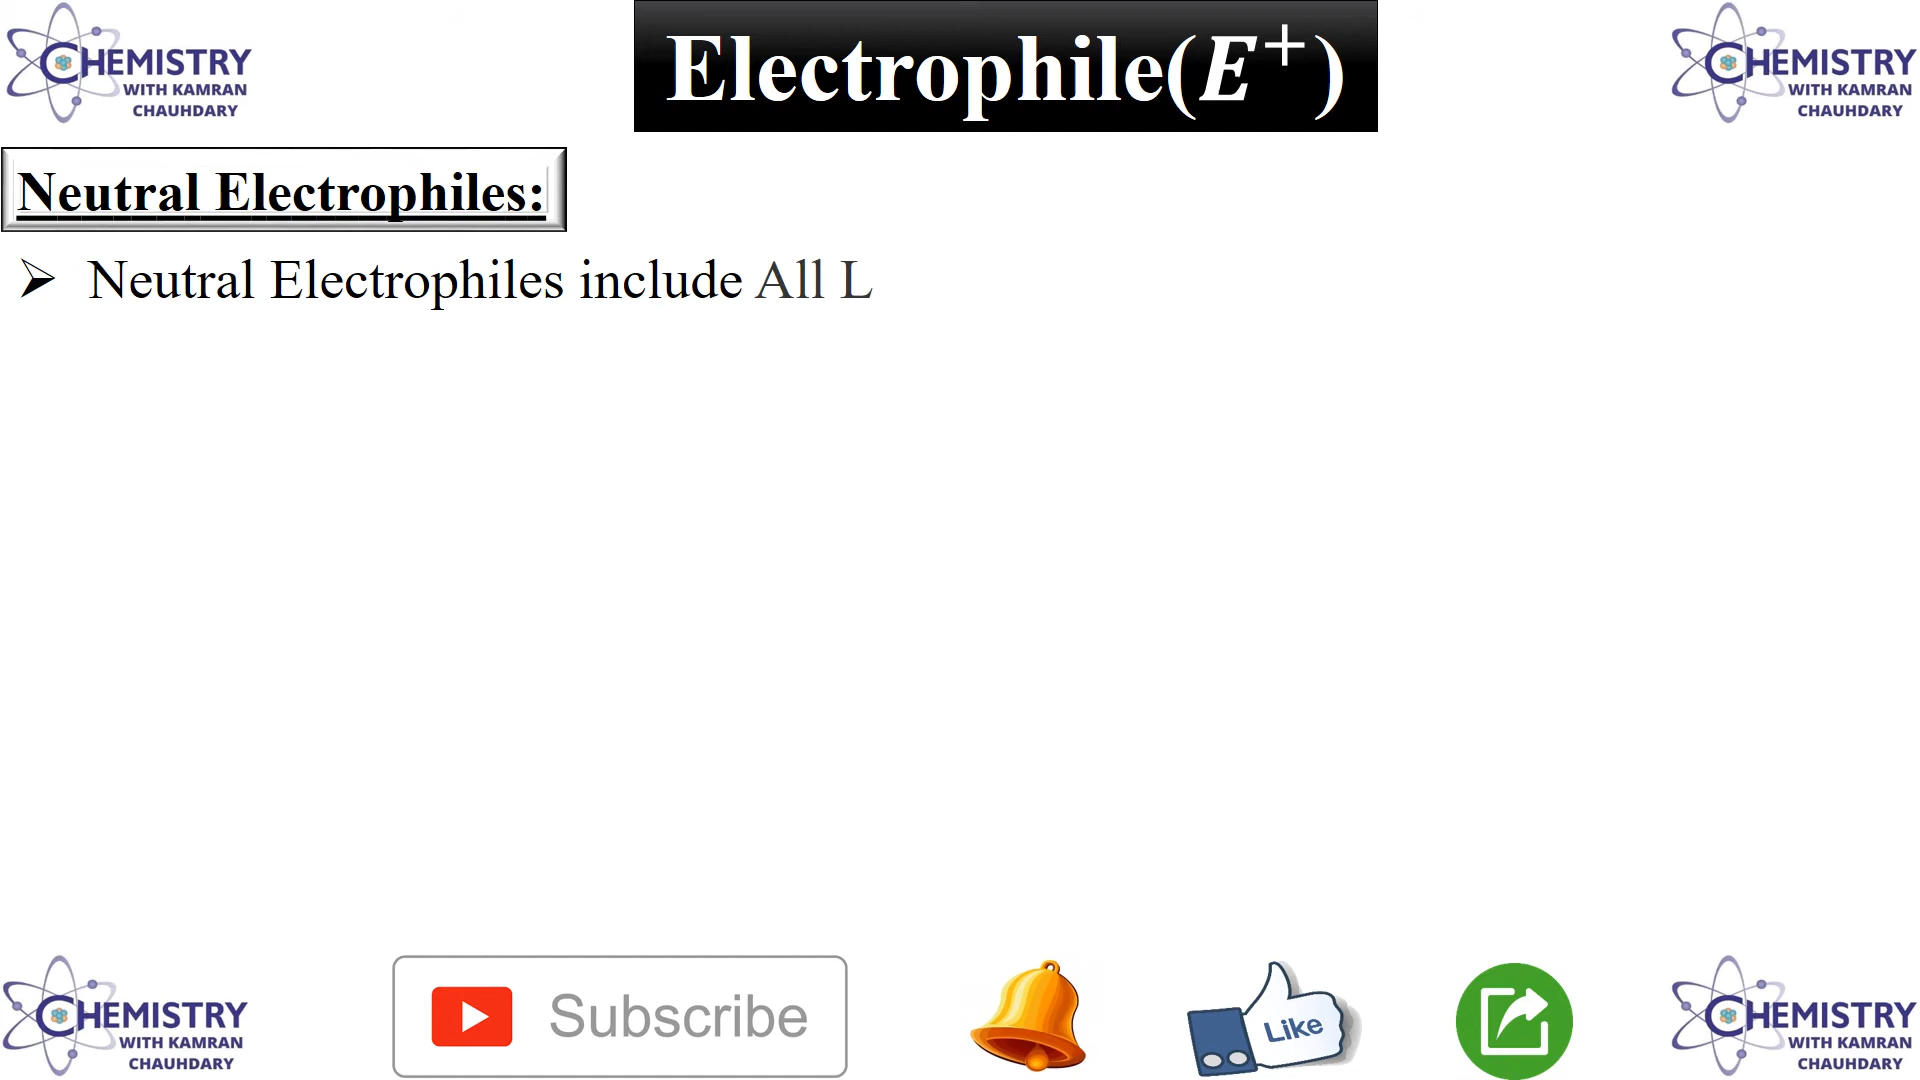 CHEMISTRY
WITH KAMRAN
CHAUHDARY
Electrophile(E⁺)
CHEMISTRY
WITH KAMRAN
CHAUHDARY
Neutral Electrophiles:
➢ Neutral Electrophiles include All L
CHEMISTRY
WITH KAMRAN
CHAUHDARY
Subscribe
Like
CHEMISTRY
WITH KAMRAN
CHAUHDARY